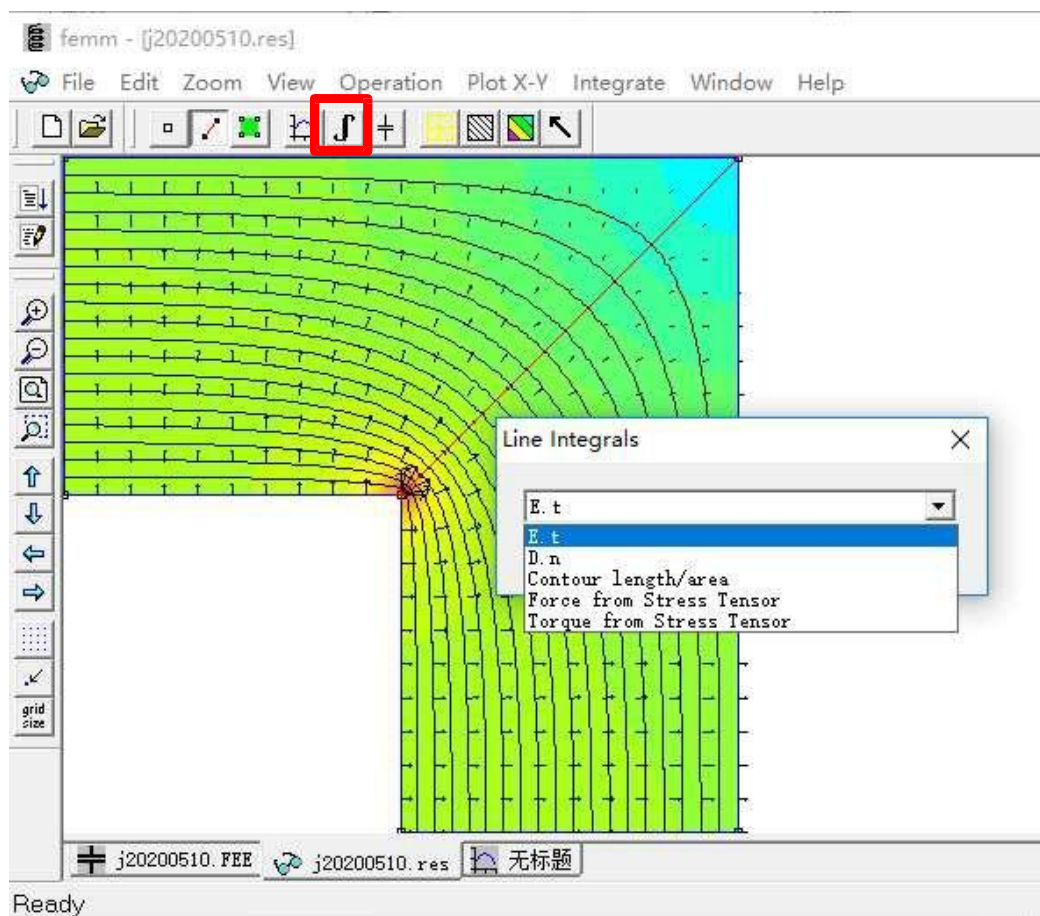 femm - [j20200510.res]
File Edit Zoom View Operation Plot X-Y Integrate Window Help
Line Integrals
E.t
E.t
D.n
Contour length/area
Force from Stress Tensor
Torque from Stress Tensor
grid
size
j20200510.FEE j20200510.res 无标题
Ready